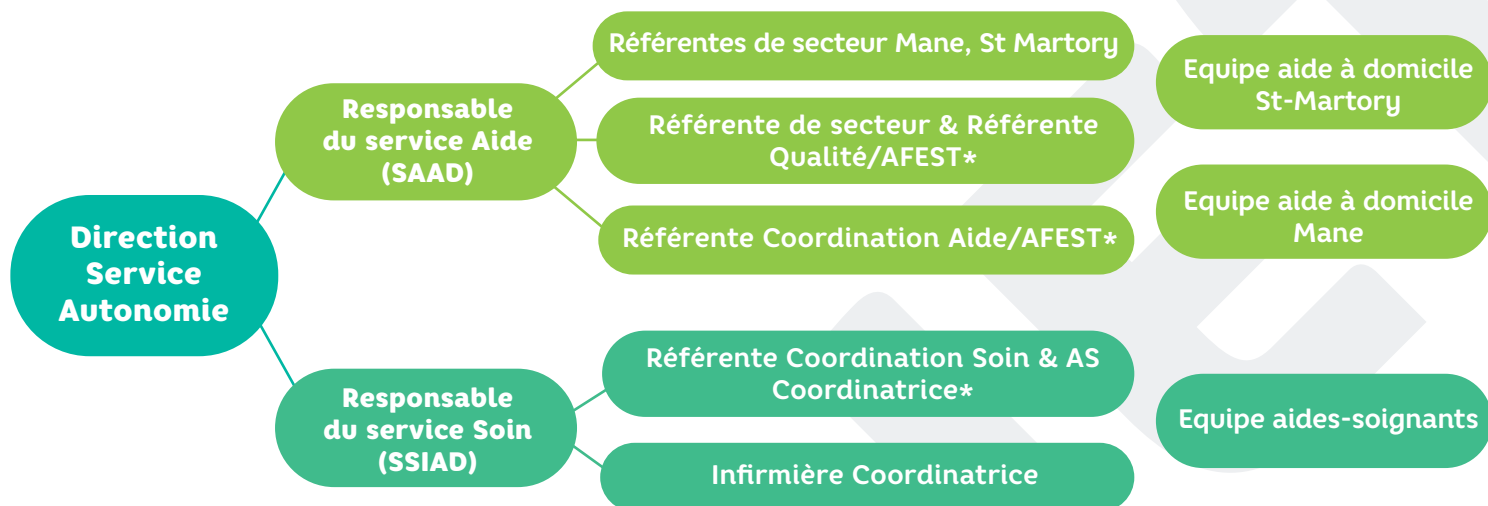 Direction
Service
Autonomie
Responsable
du service Aide
(SAAD)
Référentes de secteur Mane, St Martory
Référente de secteur & Référente
Qualité/AFEST*
Référente Coordination Aide/AFEST*
Equipe aide à domicile
St-Martory
Equipe aide à domicile
Mane
Responsable
du service Soin
(SSIAD)
Référente Coordination Soin & AS
Coordinatrice*
Infirmière Coordinatrice
Equipe aides-soignants